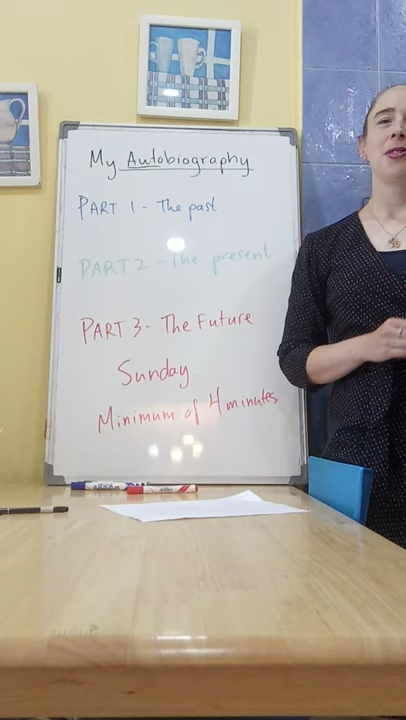 My Autobiography
PART 1 - The past
PART 2 - The present
PART 3 - The Future
Sunday.
Minimum of 4 minutes.